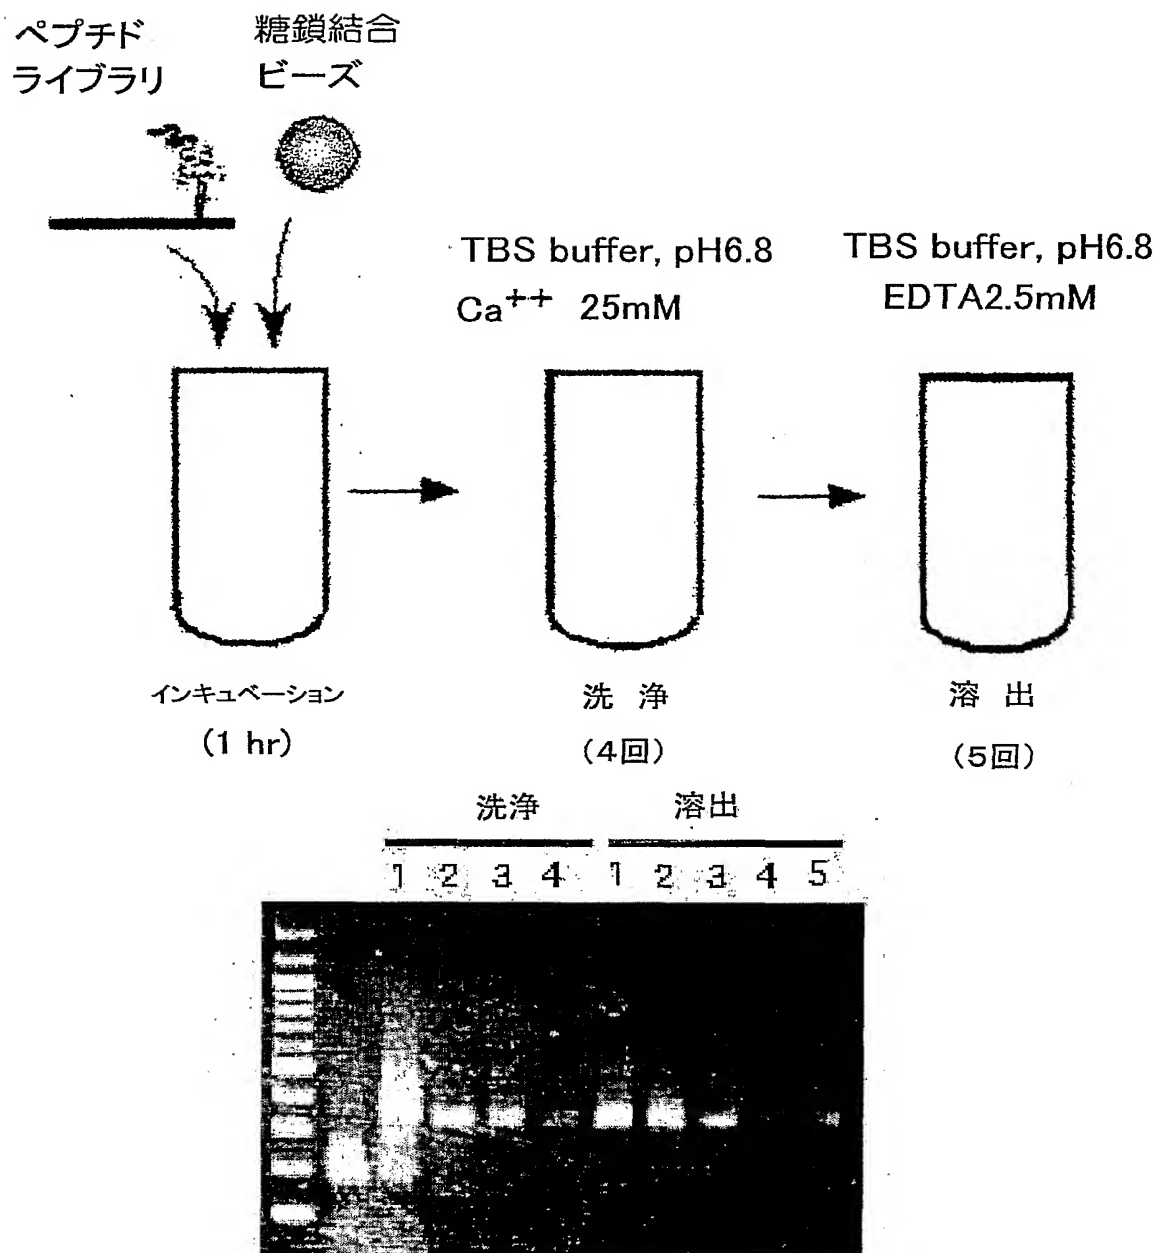 ペプチド
ライブラリ
糖鎖結合
ビーズ
TBS buffer, pH6.8
Ca⁺⁺ 25mM
TBS buffer, pH6.8
EDTA2.5mM
インキュベーション
(1 hr)
洗 浄
(4回)
溶 出
(5回)
洗浄 溶出
1 2 3 4 1 2 3 4 5